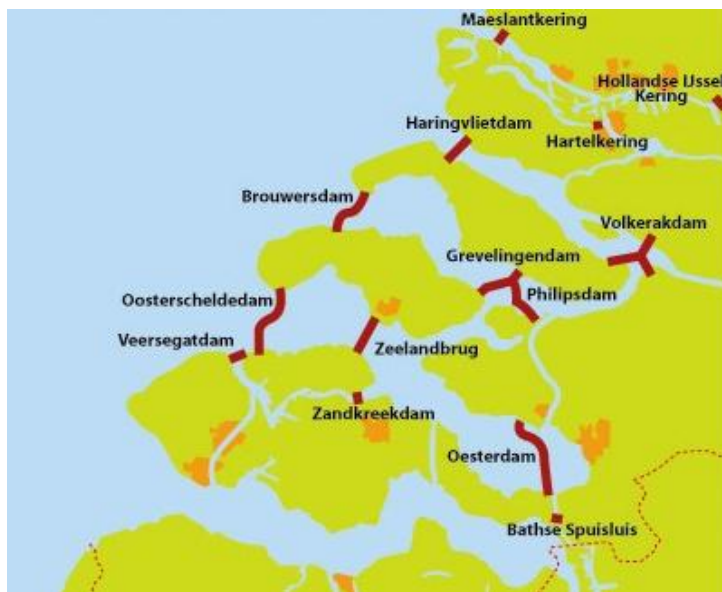 Maeslantkering
Hollandse IJssel
Kering
Haringvlietdam
Hartelkering
Brouwersdam
Volkerakdam
Grevelingendam
Oosterscheldedam
Philipsdam
Veersegatdam
Zeelandbrug
Zandkreekdam
Oesterdam
Bathse Spuisluis